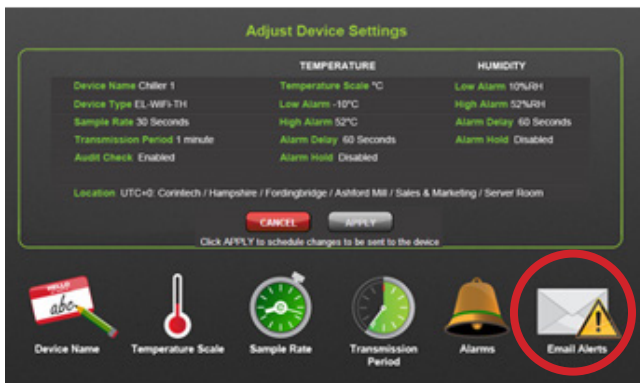 Adjust Device Settings
TEMPERATURE HUMIDITY
Device Name Chiller 1 Temperature Scale °C Low Alarm 10%RH
Device Type EL-WiFi-TH Low Alarm -10°C High Alarm 52%RH
Sample Rate 30 Seconds High Alarm 52°C Alarm Delay 60 Seconds
Transmission Period 1 minute Alarm Delay 60 Seconds Alarm Hold Disabled
Audit Check Enabled Alarm Hold Disabled
Location UTC+0: Corintech / Hampshire / Fordingbridge / Ashford Mill / Sales & Marketing / Server Room
CANCEL APPLY
Click APPLY to schedule changes to be sent to the device
HELLO
abc
Device Name Temperature Scale Sample Rate Transmission Period Alarms Email Alerts